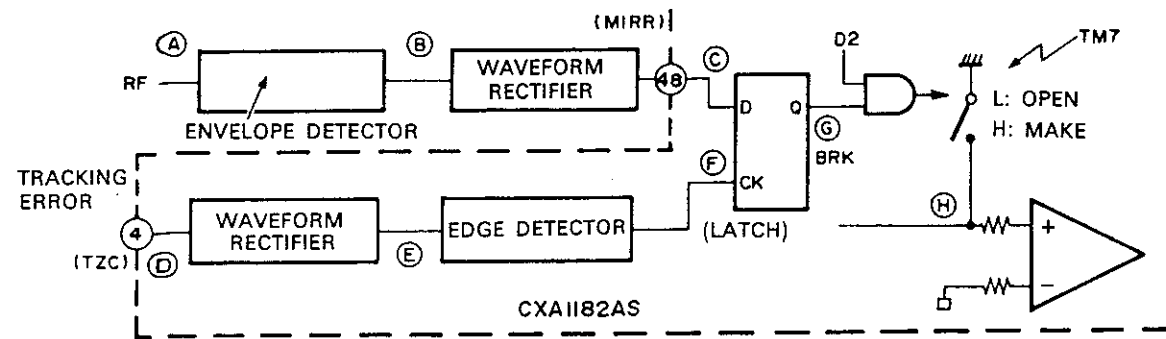 (MIRR)
A
B
C
D2
TM7
RF
WAVEFORM
RECTIFIER
48
D
Q
L: OPEN
H: MAKE
ENVELOPE DETECTOR
G
BRK
F
CK
TRACKING
ERROR
4
(TZC)
D
WAVEFORM
RECTIFIER
E
EDGE DETECTOR
(LATCH)
H
+
−
CXA1182AS